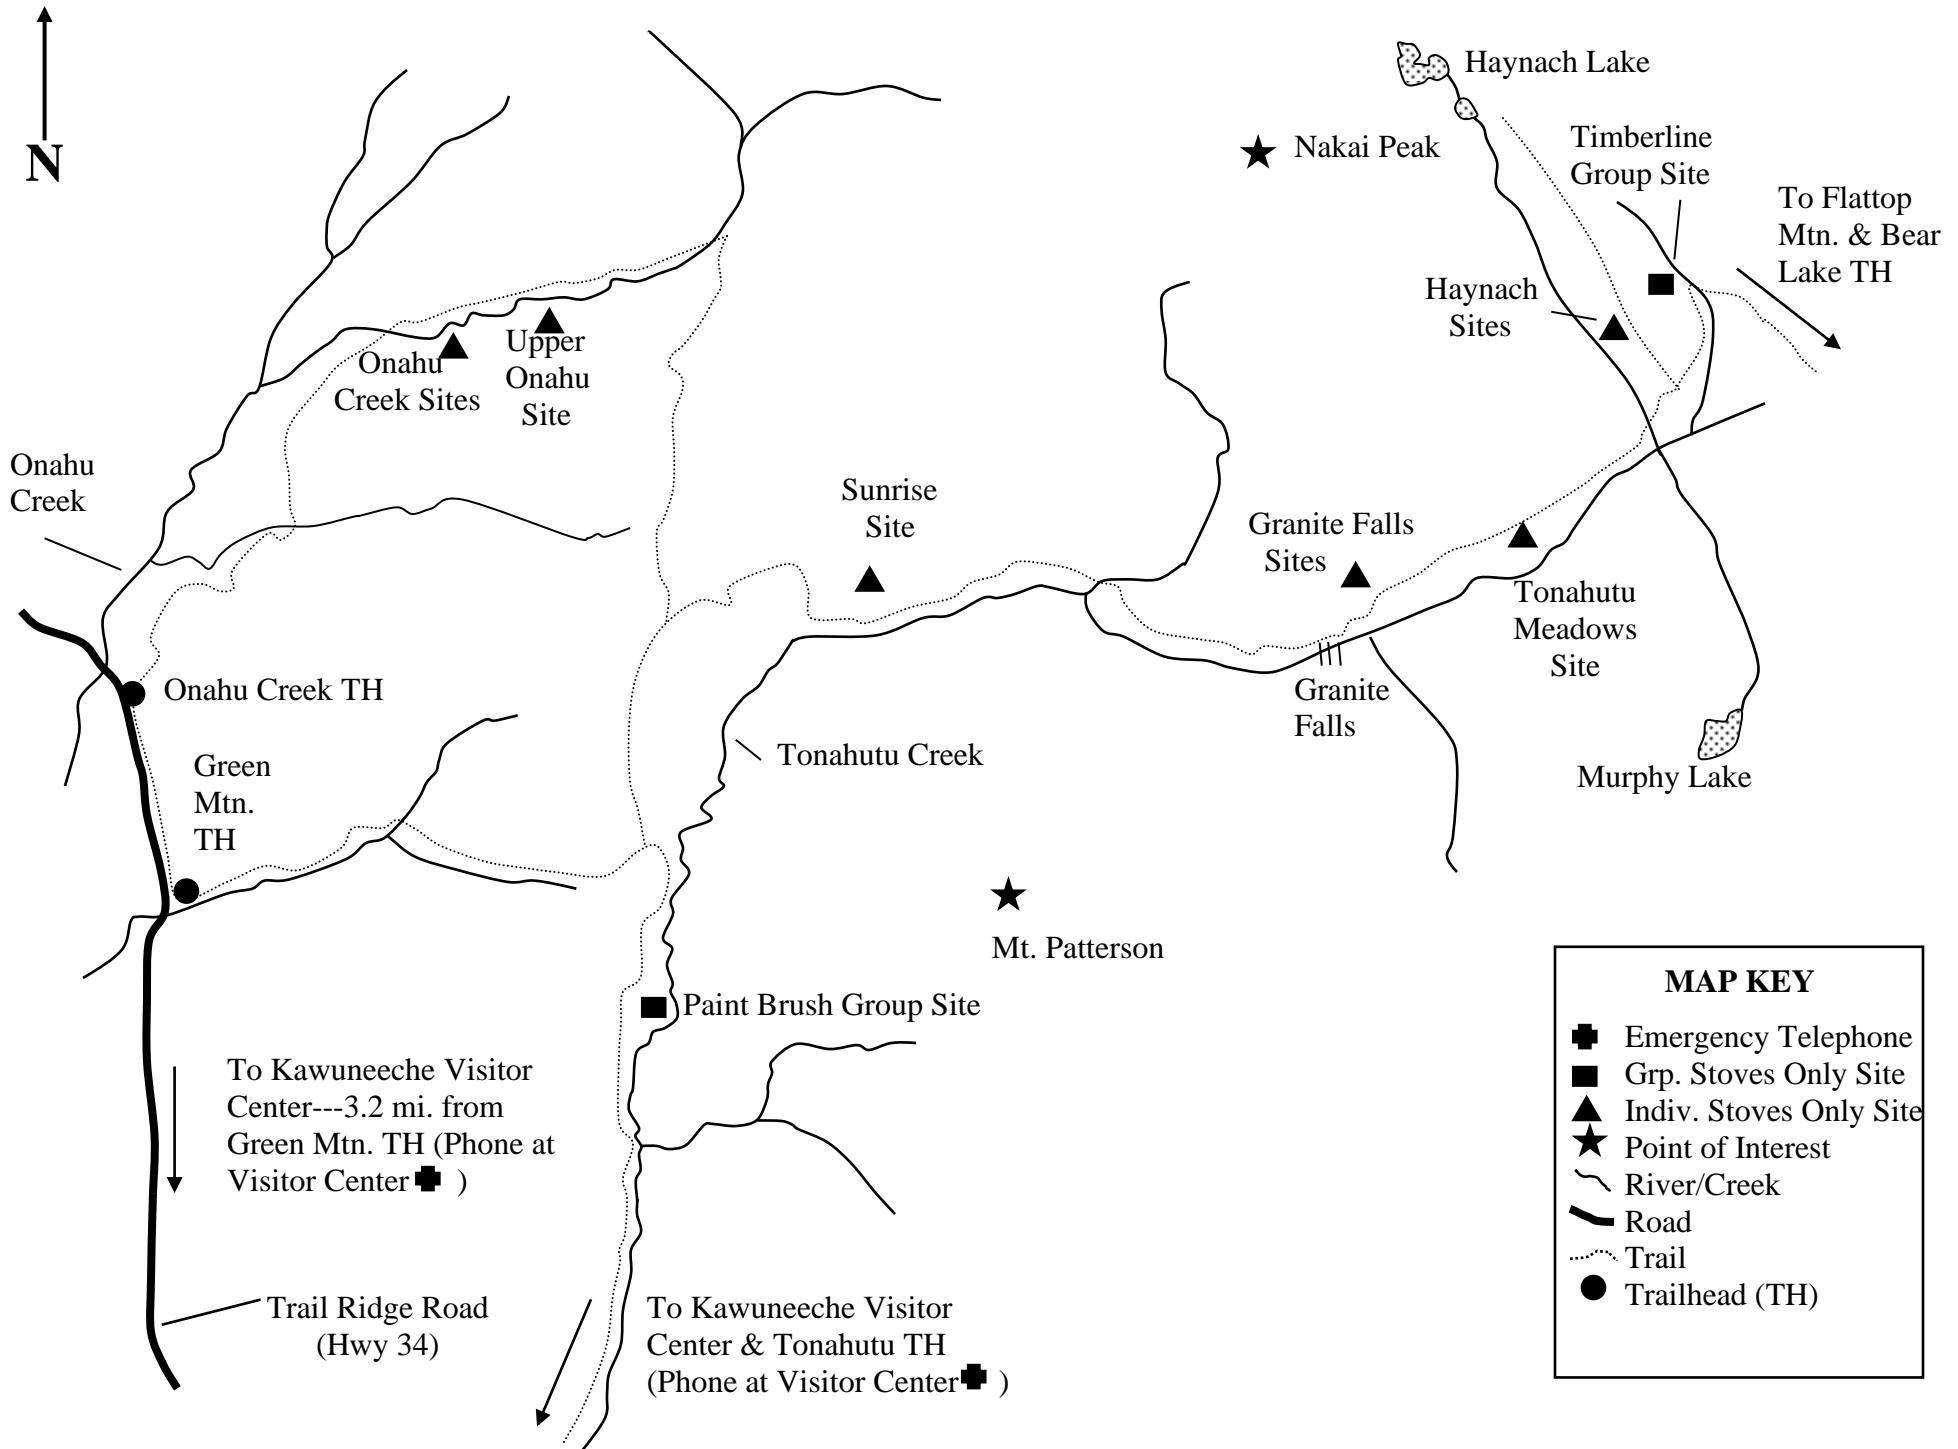 N
Haynach Lake
Nakai Peak
Timberline
Group Site
To Flattop
Mtn. & Bear
Lake TH
Haynach
Sites
Onahu
Creek Sites
Upper
Onahu
Site
Onahu
Creek
Sunrise
Site
Granite Falls
Sites
Tonahutu
Meadows
Site
Granite
Falls
Onahu Creek TH
Green
Mtn.
TH
Tonahutu Creek
Murphy Lake
Mt. Patterson
Paint Brush Group Site
To Kawuneeche Visitor
Center---3.2 mi. from
Green Mtn. TH (Phone at
Visitor Center )
Trail Ridge Road
(Hwy 34)
To Kawuneeche Visitor
Center & Tonahutu TH
(Phone at Visitor Center )
MAP KEY
Emergency Telephone
Grp. Stoves Only Site
Indiv. Stoves Only Site
Point of Interest
River/Creek
Road
Trail
Trailhead (TH)